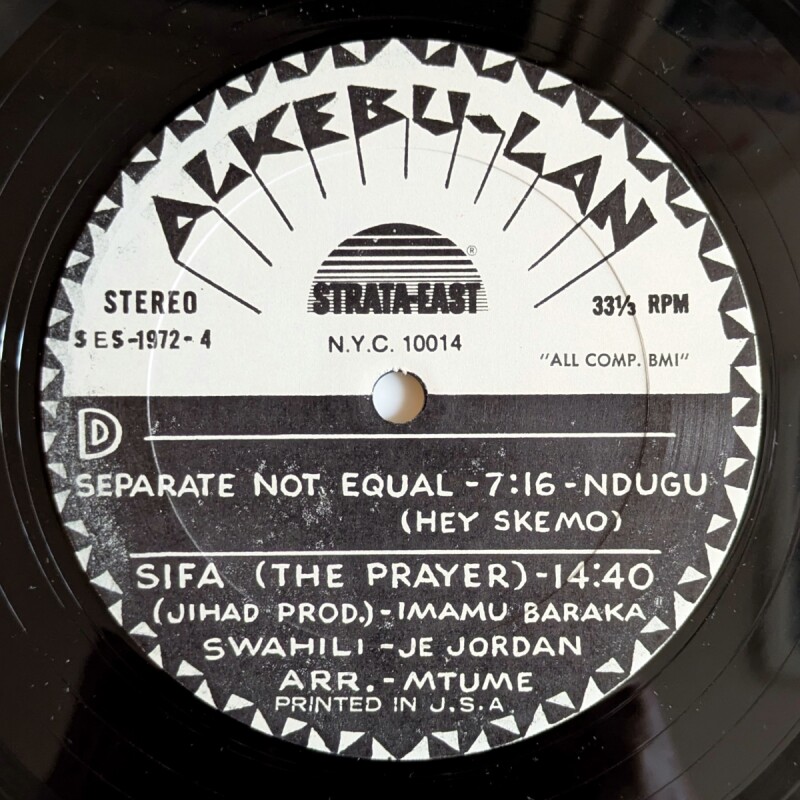 ALKEBU-LAN
STRATA-EAST ®
STEREO
33⅓ RPM
SES-1972-4
N.Y.C. 10014
"ALL COMP. BMI"
D
SEPARATE NOT EQUAL - 7:16 - NDUGU
(HEY SKEMO)
SIFA (THE PRAYER) - 14:40
(JIHAD PROD.) - IMAMU BARAKA
SWAHILI - JE JORDAN
ARR. - MTUME
PRINTED IN U.S.A.